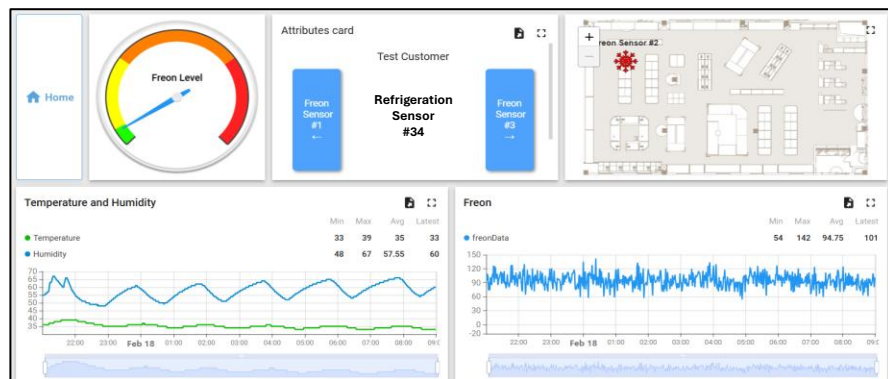 Home
Freon Level
Attributes card
Test Customer
Freon
Sensor
#1
←
Refrigeration
Sensor
#34
Freon
Sensor
#3
→
+
−
Freon Sensor #2
Temperature and Humidity
Min Max Avg Latest
Temperature 33 39 35 33
Humidity 48 67 57.55 60
70
65
60
55
50
45
40
35
22:00 23:00 Feb 18 01:00 02:00 03:00 04:00 05:00 06:00 07:00 08:00 09:0
Freon
Min Max Avg Latest
freonData 54 142 94.75 101
150
120
90
60
30
0
-20
22:00 Feb 18 02:00 03:00 04:00 05:00 06:00 07:00 08:00 09:0